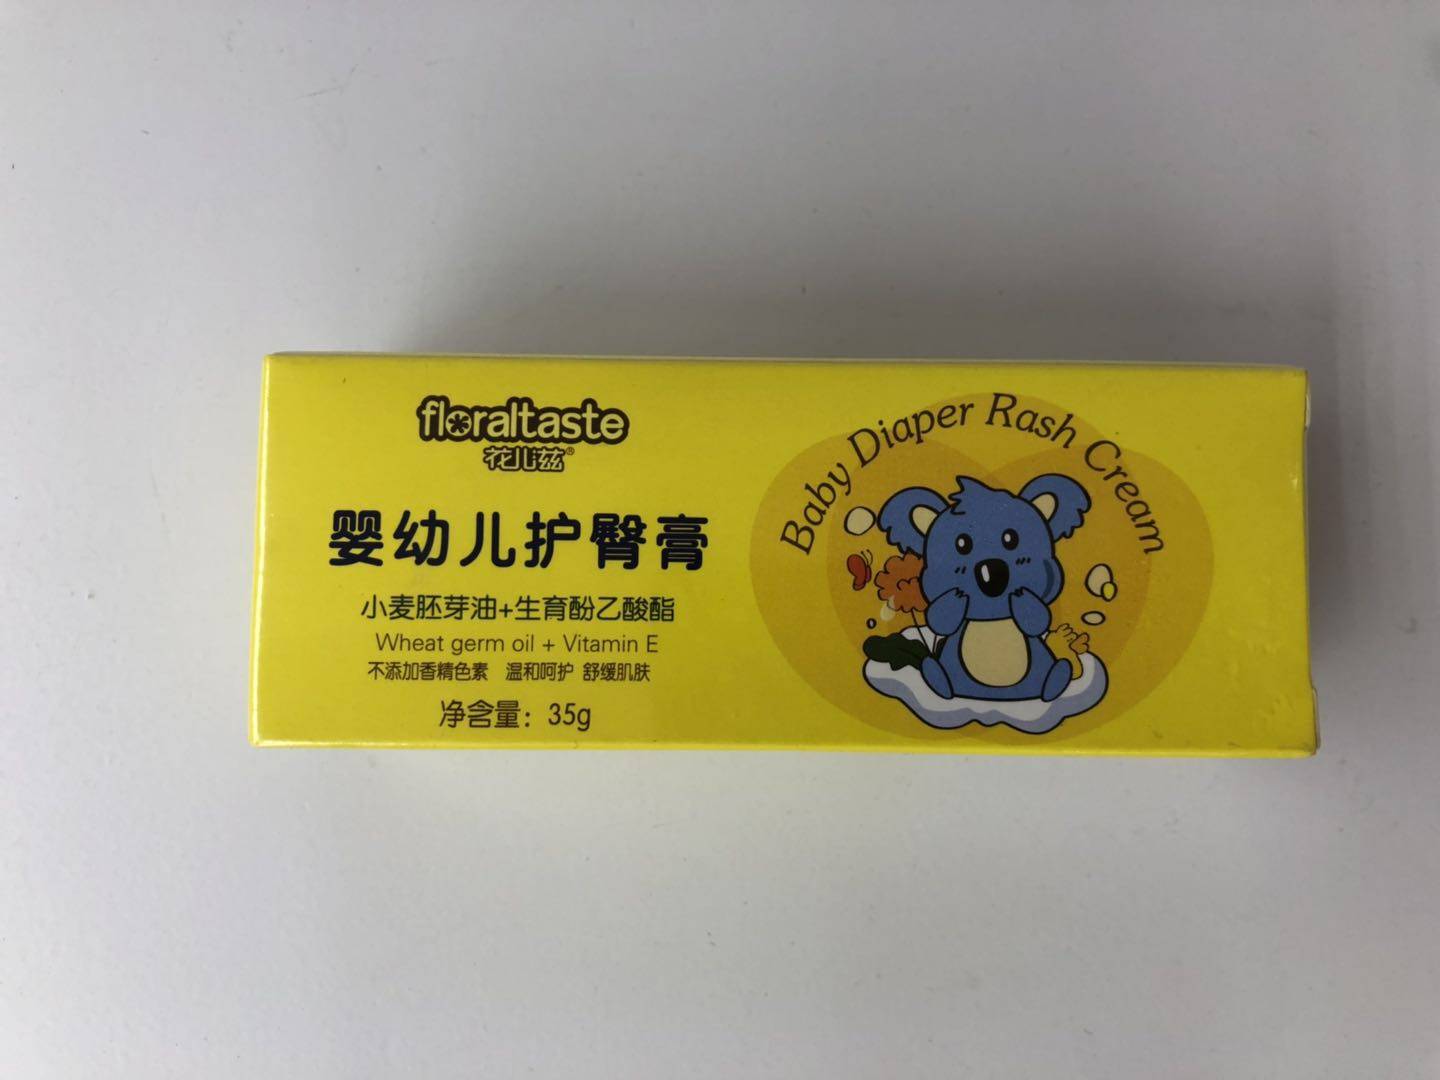 floraltaste
花儿兹®
婴幼儿护臀膏
小麦胚芽油+生育酚乙酸酯
Wheat germ oil + Vitamin E
不添加香精色素 温和呵护 舒缓肌肤
净含量：35g
Baby Diaper Rash Cream